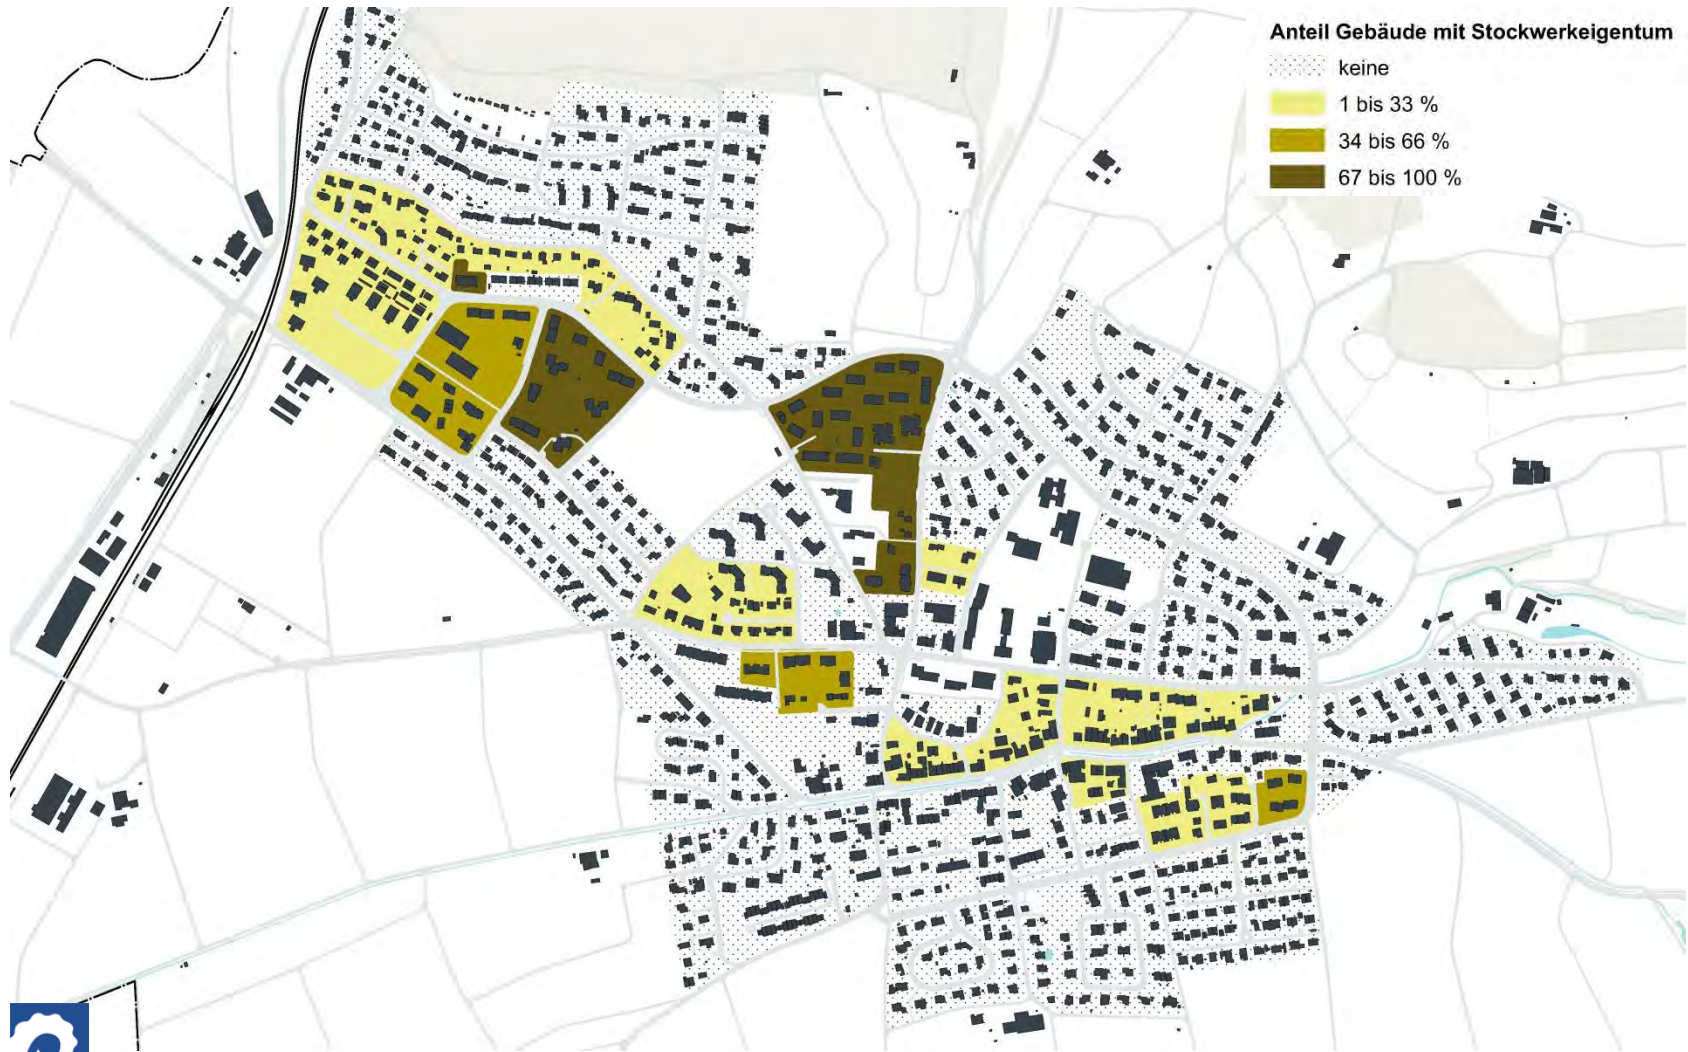 Anteil Gebäude mit Stockwerkeigentum
keine
1 bis 33 %
34 bis 66 %
67 bis 100 %